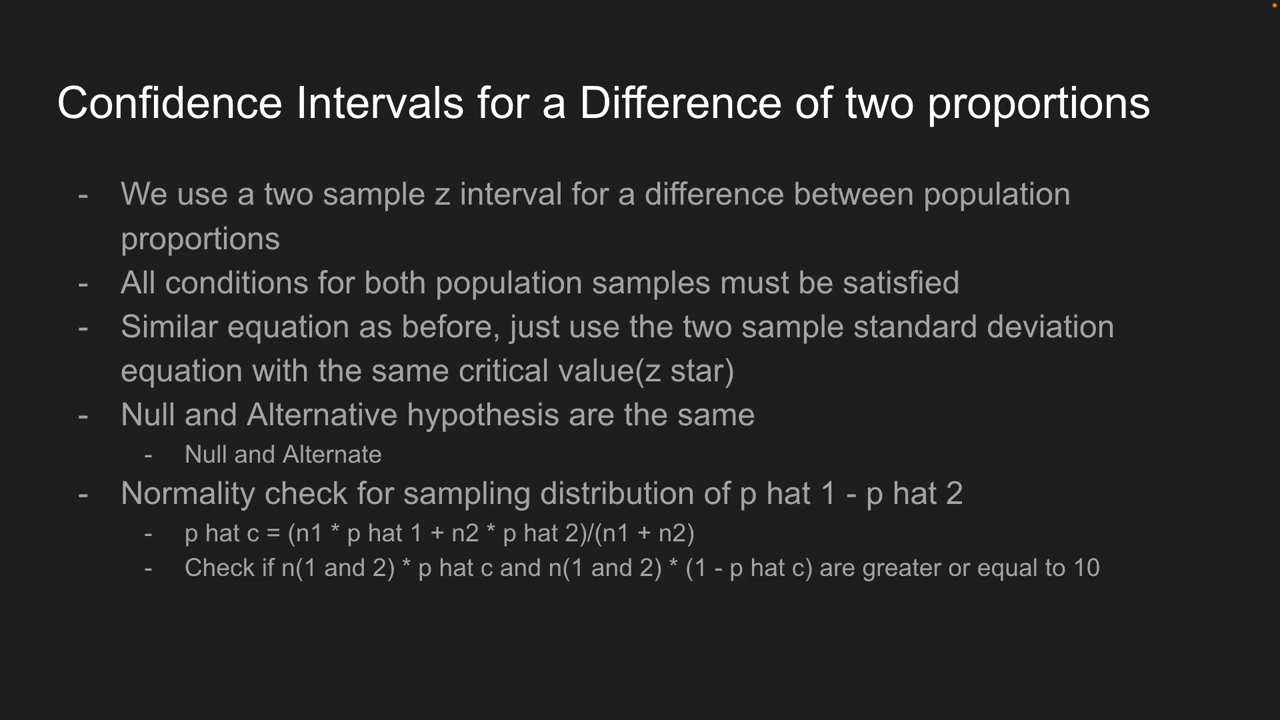 Confidence Intervals for a Difference of two proportions
- We use a two sample z interval for a difference between population
proportions
- All conditions for both population samples must be satisfied
- Similar equation as before, just use the two sample standard deviation
equation with the same critical value(z star)
- Null and Alternative hypothesis are the same
- Null and Alternate
- Normality check for sampling distribution of p hat 1 - p hat 2
- p hat c = (n1 * p hat 1 + n2 * p hat 2)/(n1 + n2)
- Check if n(1 and 2) * p hat c and n(1 and 2) * (1 - p hat c) are greater or equal to 10